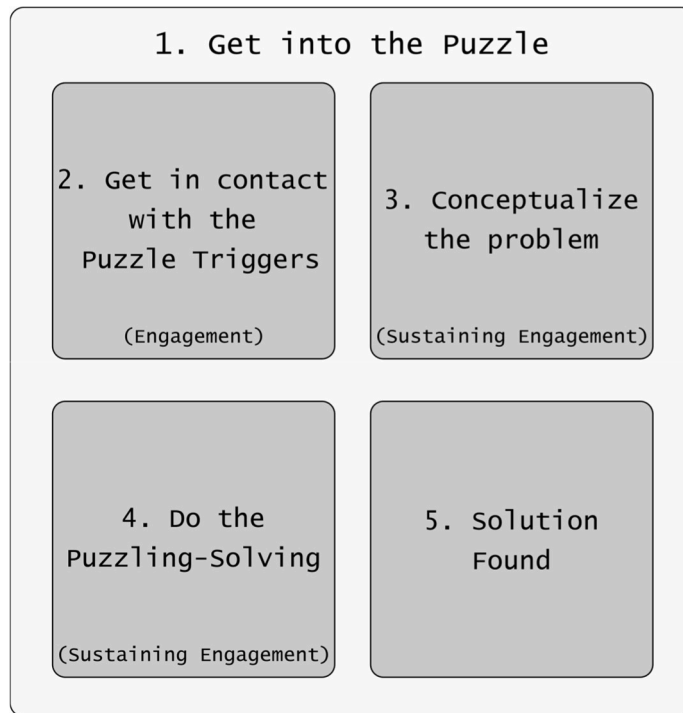 1. Get into the Puzzle
2. Get in contact
with the
Puzzle Triggers
(Engagement)
3. Conceptualize
the problem
(Sustaining Engagement)
4. Do the
Puzzling-Solving
(Sustaining Engagement)
5. Solution
Found